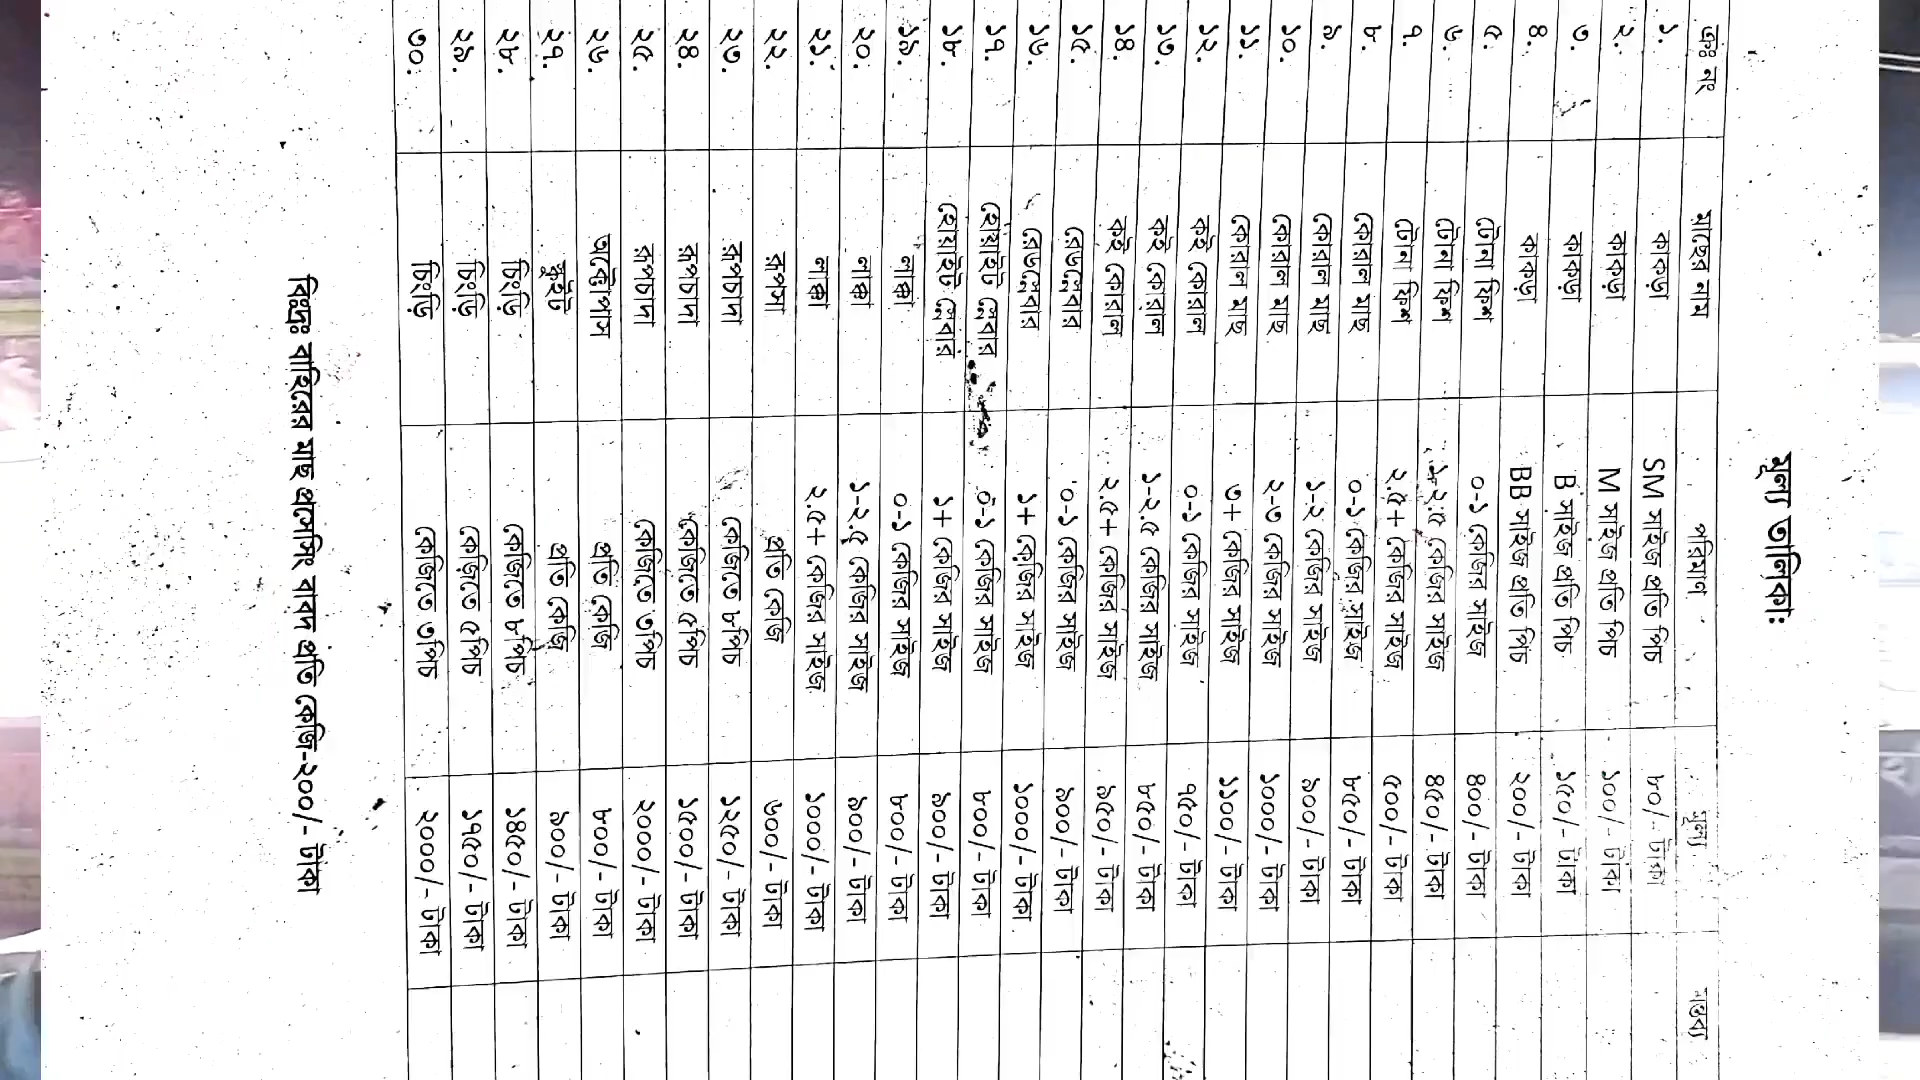 মূল্য তালিকা:
ক্রঃ নং মাছের নাম পরিমাণ মূল্য মন্তব্য
১. কাকড়া SM সাইজ প্রতি পিচ ৮০/- টাকা
২. কাকড়া M সাইজ প্রতি পিচ ১০০/- টাকা
৩. কাকড়া B সাইজ প্রতি পিচ ১৫০/- টাকা
৪. কাকড়া BB সাইজ প্রতি পিচ ২০০/- টাকা
৫. টোনা ফিশ ০-১ কেজির সাইজ ৪০০/- টাকা
৬. টোনা ফিশ ১-২.৫ কেজির সাইজ ৪৫০/- টাকা
৭. টোনা ফিশ ২.৫+ কেজির সাইজ ৫০০/- টাকা
৮. কোরাল মাছ ০-১ কেজির সাইজ ৮৫০/- টাকা
৯. কোরাল মাছ ১-২ কেজির সাইজ ৯০০/- টাকা
১০. কোরাল মাছ ২-৩ কেজির সাইজ ১০০০/- টাকা
১১. কোরাল মাছ ৩+ কেজির সাইজ ১১০০/- টাকা
১২. কই কোরাল ০-১ কেজির সাইজ ৭৫০/- টাকা
১৩. কই কোরাল ১-২.৫ কেজির সাইজ ৮৫০/- টাকা
১৪. কই কোরাল ২.৫+ কেজির সাইজ ৯৫০/- টাকা
১৫. রেডস্নেপার ০-১ কেজির সাইজ ৯০০/- টাকা
১৬. রেডস্নেপার ১+ কেজির সাইজ ১০০০/- টাকা
১৭. হোয়াইট স্নেপার ০-১ কেজির সাইজ ৮০০/- টাকা
১৮. হোয়াইট স্নেপার ১+ কেজির সাইজ ৯০০/- টাকা
১৯. লাক্কা ০-১ কেজির সাইজ ৮০০/- টাকা
২০. লাক্কা ১-২.৫ কেজির সাইজ ৯০০/- টাকা
২১. লাক্কা ২.৫+ কেজির সাইজ ১০০০/- টাকা
২২. রূপসা প্রতি কেজি ৬০০/- টাকা
২৩. রূপচাদা কেজিতে ৮পিচ ১২৫০/- টাকা
২৪. রূপচাদা কেজিতে ৫পিচ ১৫০০/- টাকা
২৫. রূপচাদা কেজিতে ৩পিচ ২০০০/- টাকা
২৬. অক্টোপাস প্রতি কেজি ৮০০/- টাকা
২৭. স্কুইট প্রতি কেজি ৯০০/- টাকা
২৮. চিংড়ি কেজিতে ৮পিচ ১৪৫০/- টাকা
২৯. চিংড়ি কেজিতে ৫পিচ ১৭৫০/- টাকা
৩০. চিংড়ি কেজিতে ৩পিচ ২০০০/- টাকা
বিঃদ্রঃ বাহিরের মাছ প্রসেসিং বাবদ প্রতি কেজি-২০০/- টাকা